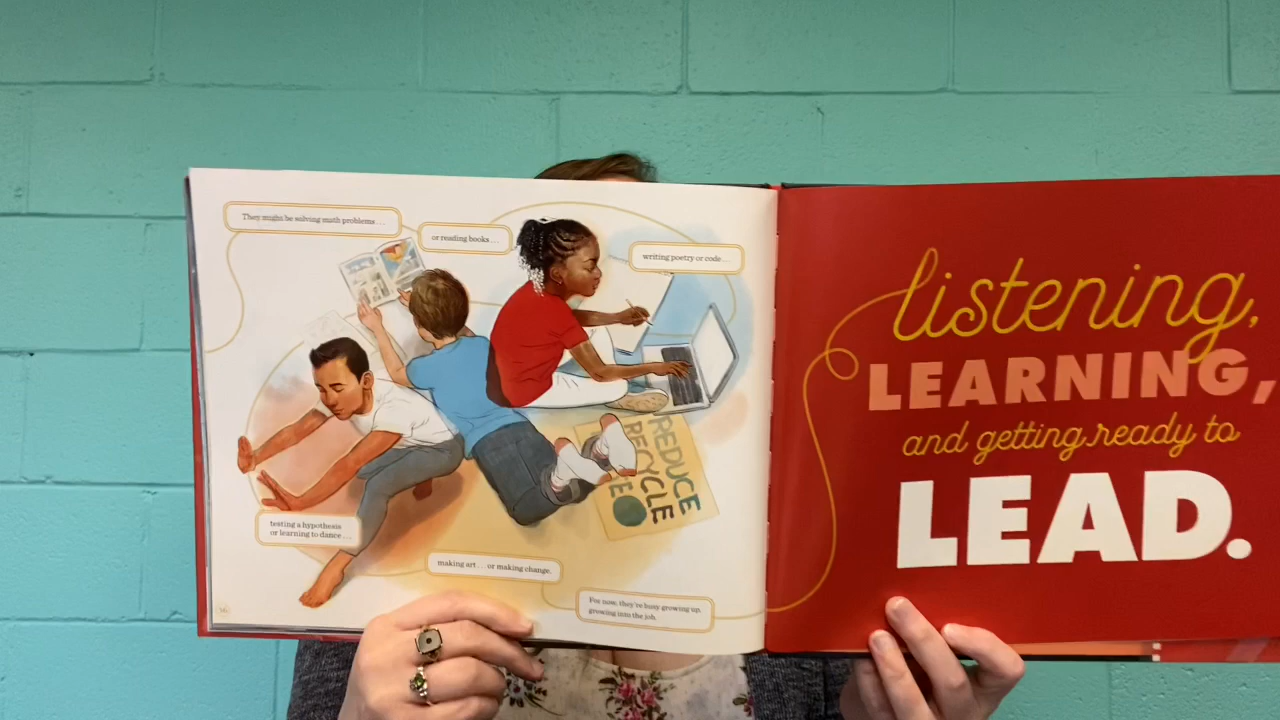 They might be solving math problems . . .
or reading books . . .
writing poetry or code . . .
REDUCE
RECYCLE
testing a hypothesis
or learning to dance . . .
making art . . . or making change.
For now, they're busy growing up,
growing into the job.
listening,
LEARNING,
and getting ready to
LEAD.